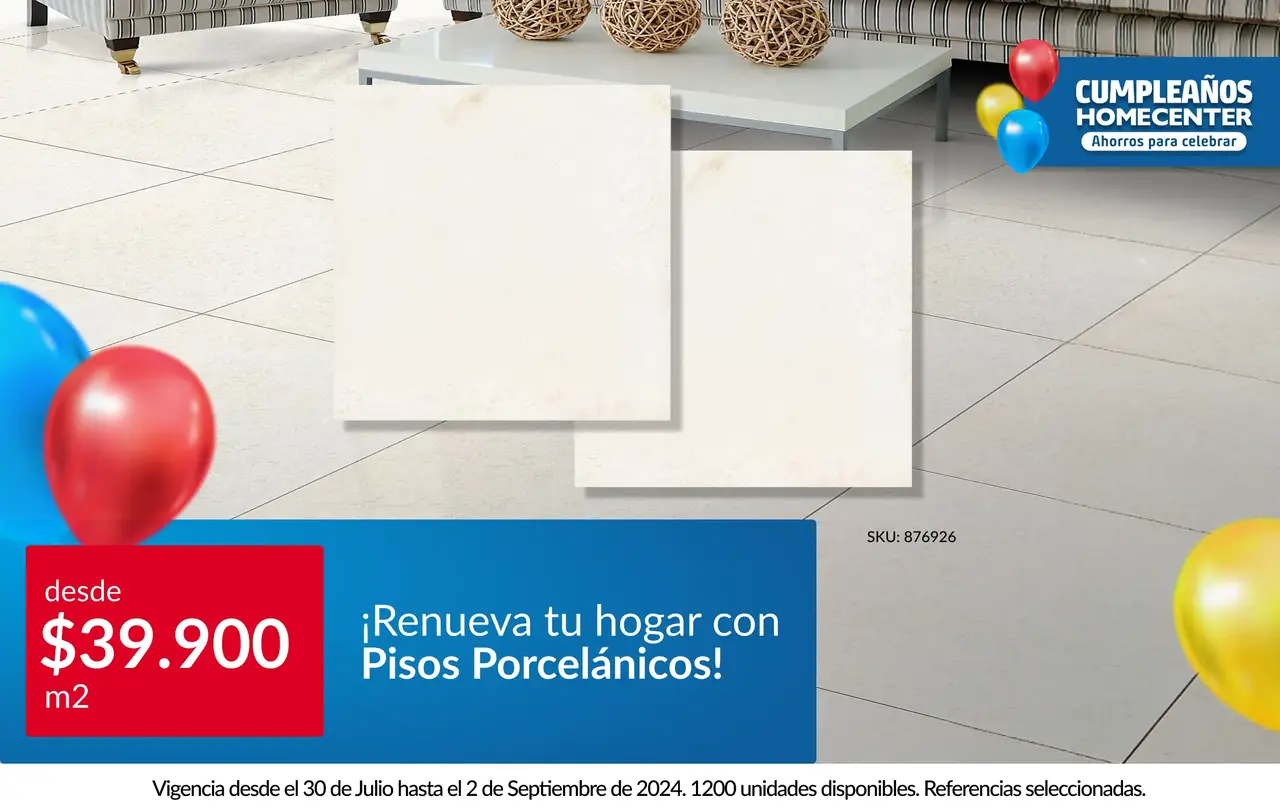 CUMPLEAÑOS
HOMECENTER
Ahorros para celebrar
SKU: 876926
desde
$39.900
m2
¡Renueva tu hogar con
Pisos Porcelánicos!
Vigencia desde el 30 de Julio hasta el 2 de Septiembre de 2024. 1200 unidades disponibles. Referencias seleccionadas.